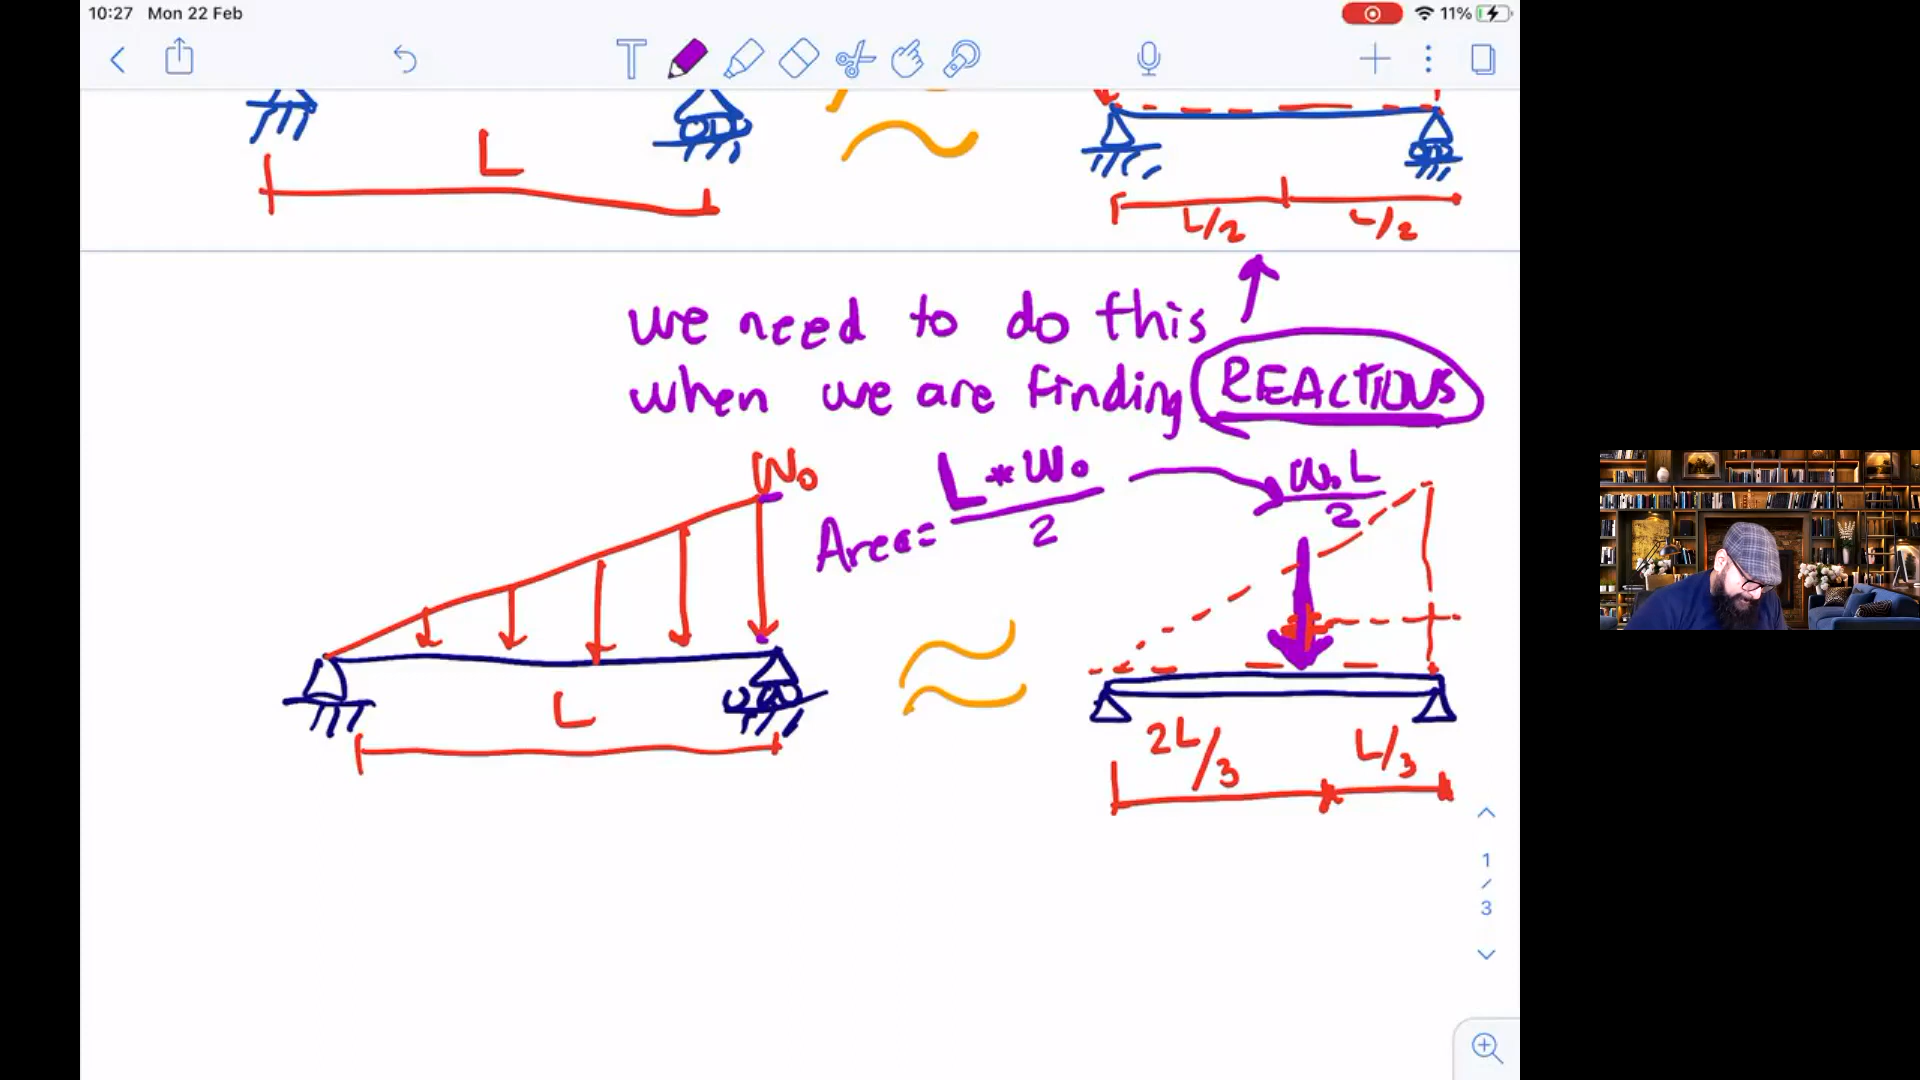 10:27 Mon 22 Feb
11%
T
L
L/2 L/2
we need to do this
when we are finding REACTIONS
W₀
Area = L * W₀ / 2
W₀ L / 2
L
2L/3 L/3
1
/
3